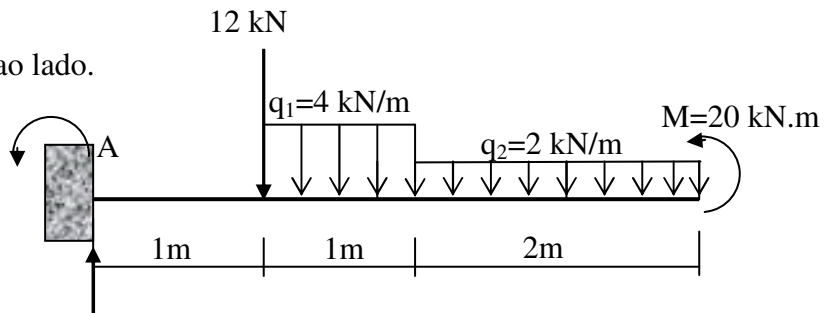 12 kN
ao lado.
q₁=4 kN/m
M=20 kN.m
A
q₂=2 kN/m
1m
1m
2m